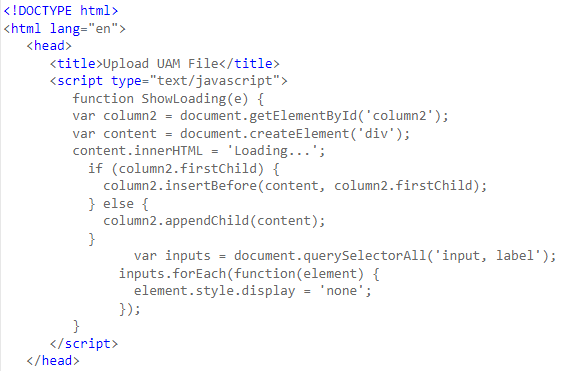 <!DOCTYPE html>
<html lang="en">
<head>
<title>Upload UAM File</title>
<script type="text/javascript">
function ShowLoading(e) {
var column2 = document.getElementById('column2');
var content = document.createElement('div');
content.innerHTML = 'Loading...';
if (column2.firstChild) {
column2.insertBefore(content, column2.firstChild);
} else {
column2.appendChild(content);
}
var inputs = document.querySelectorAll('input, label');
inputs.forEach(function(element) {
element.style.display = 'none';
});
}
</script>
</head>